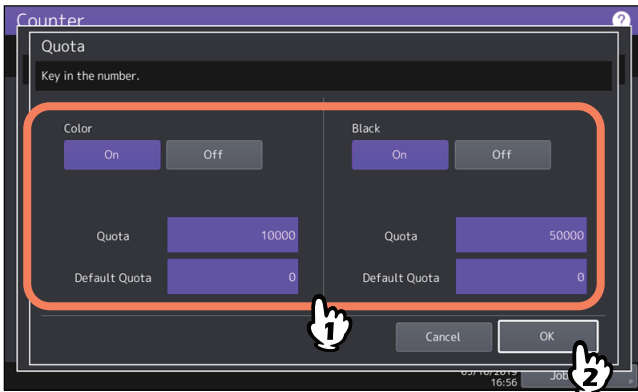 Counter ?
Quota
Key in the number.
Color Black
On Off On Off
Quota 10000 Quota 50000
Default Quota 0 Default Quota 0
1
Cancel OK
16:56 Job
2